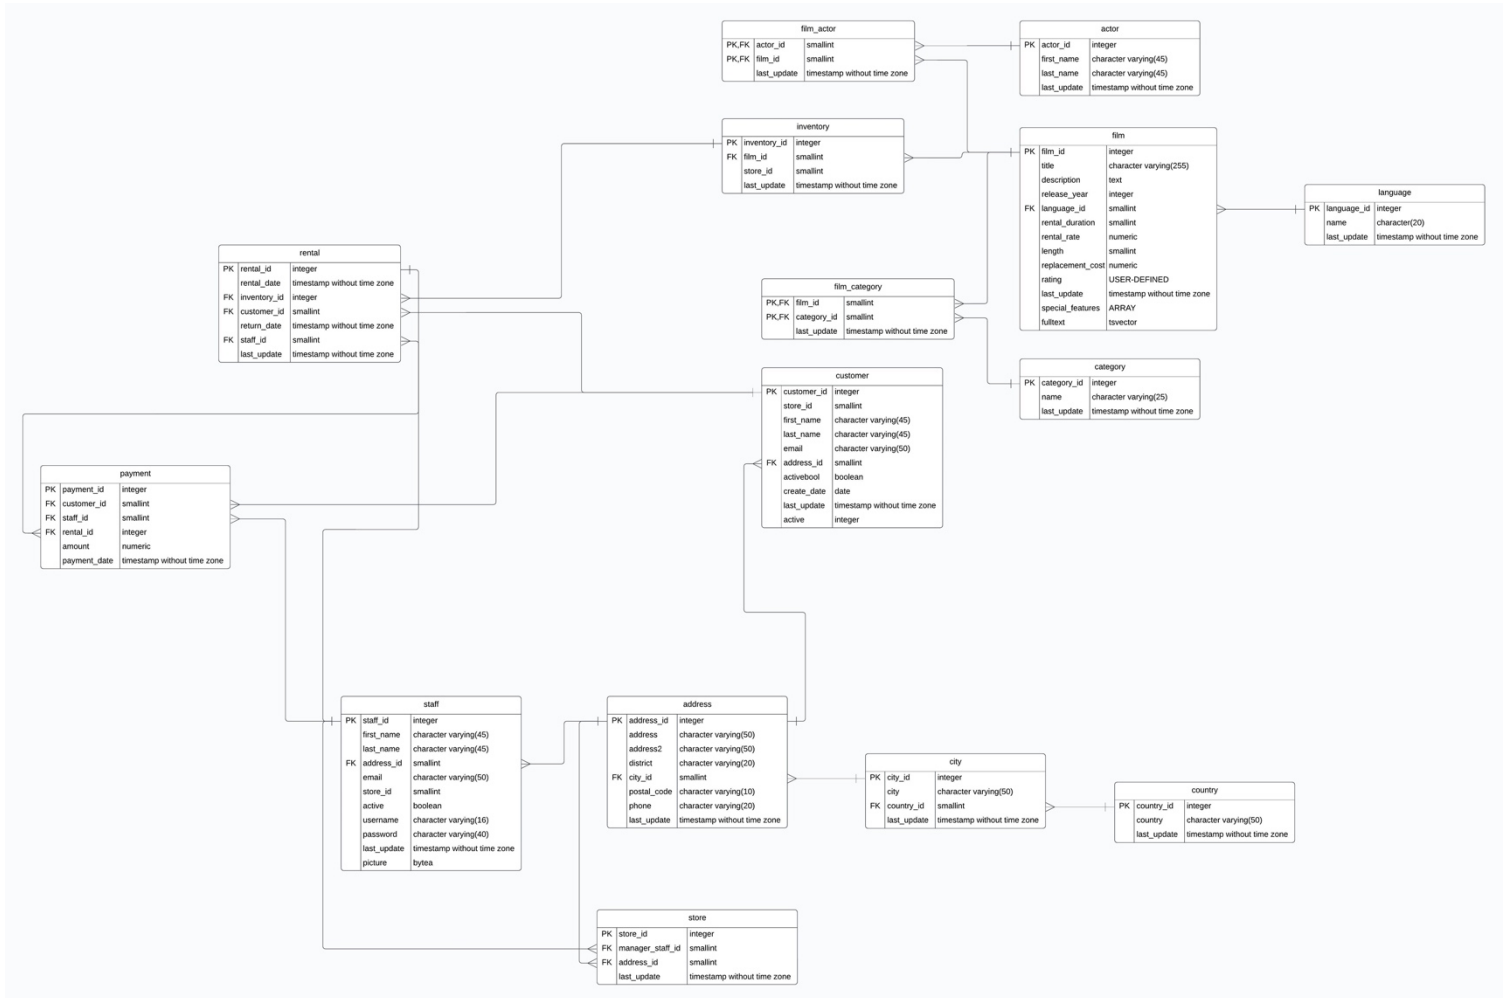 film_actor
PK,FK actor_id smallint
PK,FK film_id smallint
last_update timestamp without time zone
actor
PK actor_id integer
first_name character varying(45)
last_name character varying(45)
last_update timestamp without time zone
inventory
PK inventory_id integer
FK film_id smallint
store_id smallint
last_update timestamp without time zone
film
PK film_id integer
title character varying(255)
description text
release_year integer
FK language_id smallint
rental_duration smallint
rental_rate numeric
length smallint
replacement_cost numeric
rating USER-DEFINED
last_update timestamp without time zone
special_features ARRAY
fulltext tsvector
language
PK language_id integer
name character(20)
last_update timestamp without time zone
rental
PK rental_id integer
rental_date timestamp without time zone
FK inventory_id integer
FK customer_id smallint
return_date timestamp without time zone
FK staff_id smallint
last_update timestamp without time zone
film_category
PK,FK film_id smallint
PK,FK category_id smallint
last_update timestamp without time zone
category
PK category_id integer
name character varying(25)
last_update timestamp without time zone
customer
PK customer_id integer
store_id smallint
first_name character varying(45)
last_name character varying(45)
email character varying(50)
FK address_id smallint
activebool boolean
create_date date
last_update timestamp without time zone
active integer
payment
PK payment_id integer
FK customer_id smallint
FK staff_id smallint
FK rental_id integer
amount numeric
payment_date timestamp without time zone
staff
PK staff_id integer
first_name character varying(45)
last_name character varying(45)
FK address_id smallint
email character varying(50)
store_id smallint
active boolean
username character varying(16)
password character varying(40)
last_update timestamp without time zone
picture bytea
address
PK address_id integer
address character varying(50)
address2 character varying(50)
district character varying(20)
FK city_id smallint
postal_code character varying(10)
phone character varying(20)
last_update timestamp without time zone
city
PK city_id integer
city character varying(50)
FK country_id smallint
last_update timestamp without time zone
country
PK country_id integer
country character varying(50)
last_update timestamp without time zone
store
PK store_id integer
FK manager_staff_id smallint
FK address_id smallint
last_update timestamp without time zone